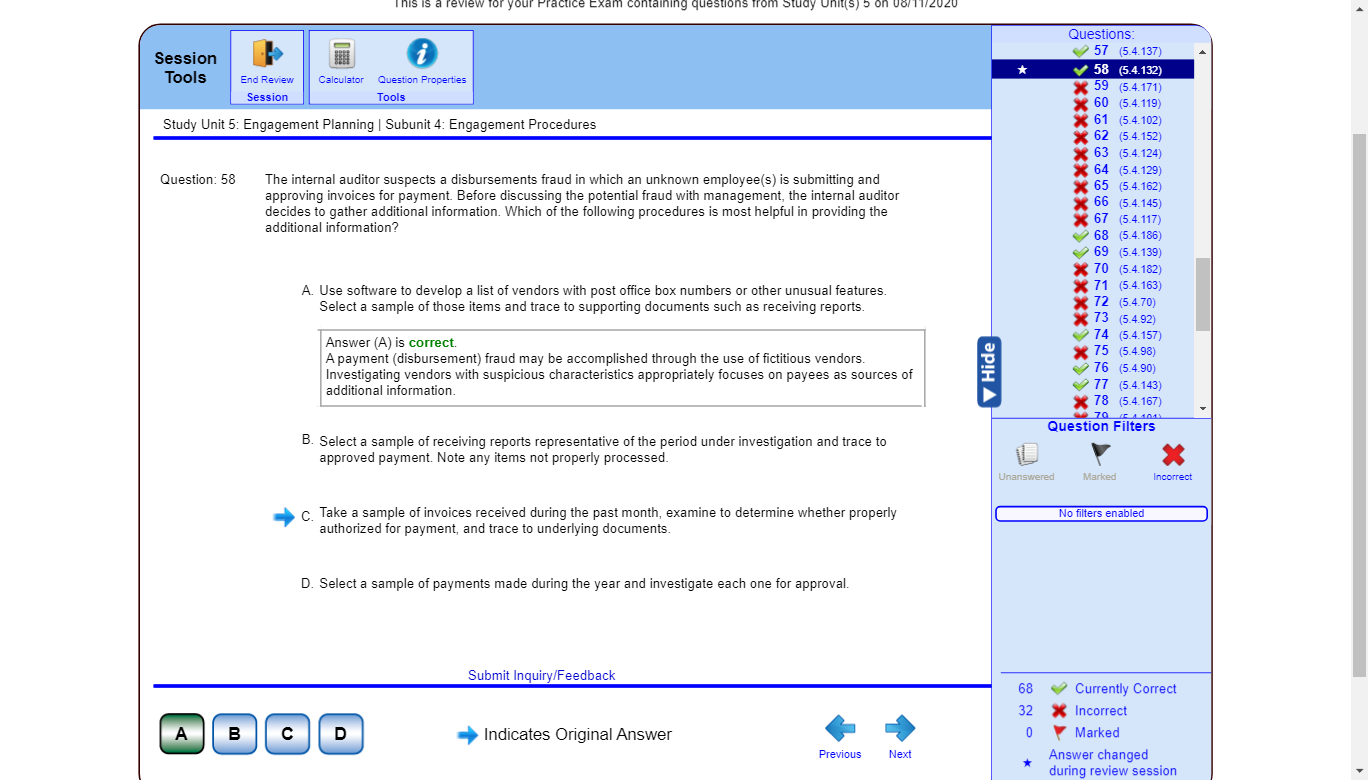 This is a review for your Practice Exam containing questions from Study Unit(s) 5 on 08/11/2020
Session
Tools
End Review
Session
Calculator
Question Properties
Tools
Study Unit 5: Engagement Planning | Subunit 4: Engagement Procedures
Question: 58
The internal auditor suspects a disbursements fraud in which an unknown employee(s) is submitting and
approving invoices for payment. Before discussing the potential fraud with management, the internal auditor
decides to gather additional information. Which of the following procedures is most helpful in providing the
additional information?
A. Use software to develop a list of vendors with post office box numbers or other unusual features.
Select a sample of those items and trace to supporting documents such as receiving reports.
Answer (A) is correct.
A payment (disbursement) fraud may be accomplished through the use of fictitious vendors.
Investigating vendors with suspicious characteristics appropriately focuses on payees as sources of
additional information.
B. Select a sample of receiving reports representative of the period under investigation and trace to
approved payment. Note any items not properly processed.
C. Take a sample of invoices received during the past month, examine to determine whether properly
authorized for payment, and trace to underlying documents.
D. Select a sample of payments made during the year and investigate each one for approval.
Submit Inquiry/Feedback
A
B
C
D
Indicates Original Answer
Previous
Next
Hide
Questions:
57 (5.4.137)
58 (5.4.132)
59 (5.4.171)
60 (5.4.119)
61 (5.4.102)
62 (5.4.152)
63 (5.4.124)
64 (5.4.129)
65 (5.4.162)
66 (5.4.145)
67 (5.4.117)
68 (5.4.186)
69 (5.4.139)
70 (5.4.182)
71 (5.4.163)
72 (5.4.70)
73 (5.4.92)
74 (5.4.157)
75 (5.4.98)
76 (5.4.90)
77 (5.4.143)
78 (5.4.167)
79 (5.4.101)
Question Filters
Unanswered
Marked
Incorrect
No filters enabled
68 Currently Correct
32 Incorrect
0 Marked
Answer changed
during review session